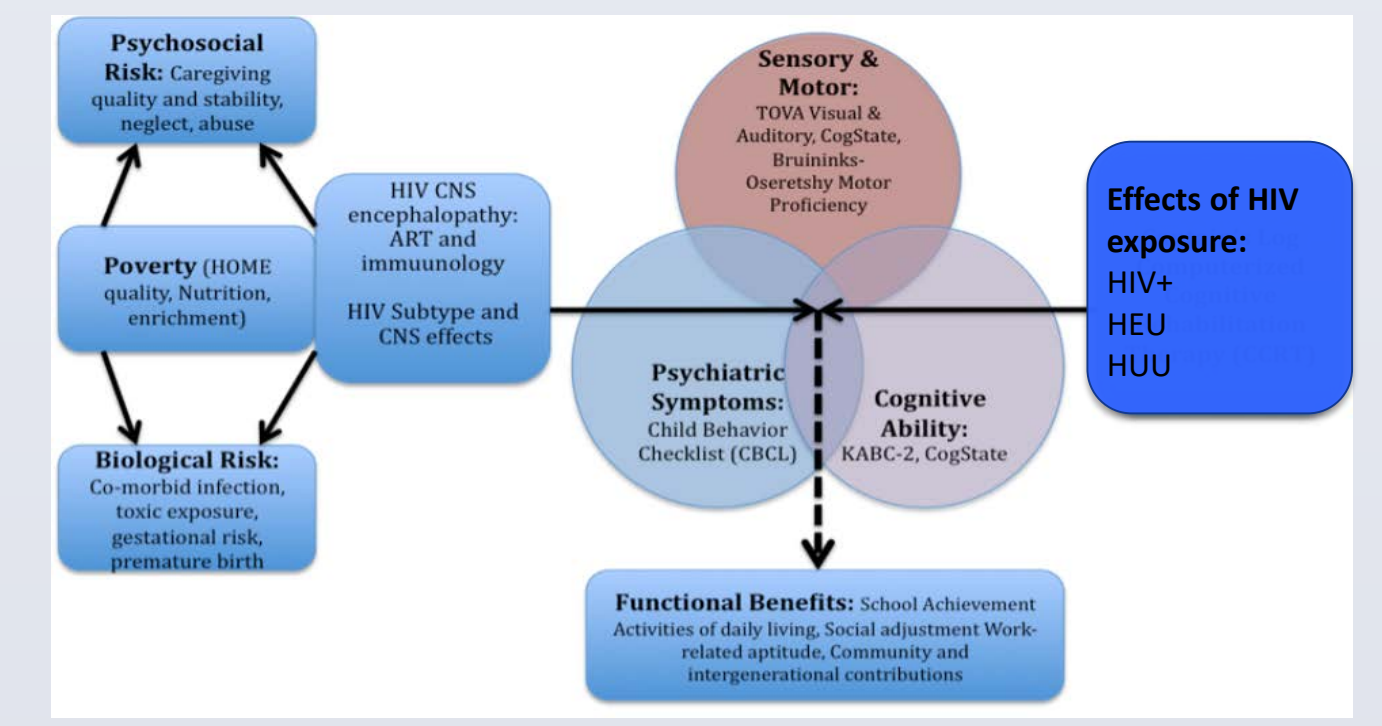 Psychosocial
Risk: Caregiving
quality and stability,
neglect, abuse
Poverty (HOME
quality, Nutrition,
enrichment)
Biological Risk:
Co-morbid infection,
toxic exposure,
gestational risk,
premature birth
HIV CNS
encephalopathy:
ART and
immuunology
HIV Subtype and
CNS effects
Sensory &
Motor:
TOVA Visual &
Auditory, CogState,
Bruininks-
Oseretshy Motor
Proficiency
Psychiatric
Symptoms:
Child Behavior
Checklist (CBCL)
Cognitive
Ability:
KABC-2, CogState
Effects of HIV
exposure:
HIV+
HEU
HUU
Functional Benefits: School Achievement
Activities of daily living, Social adjustment Work-
related aptitude, Community and
intergenerational contributions